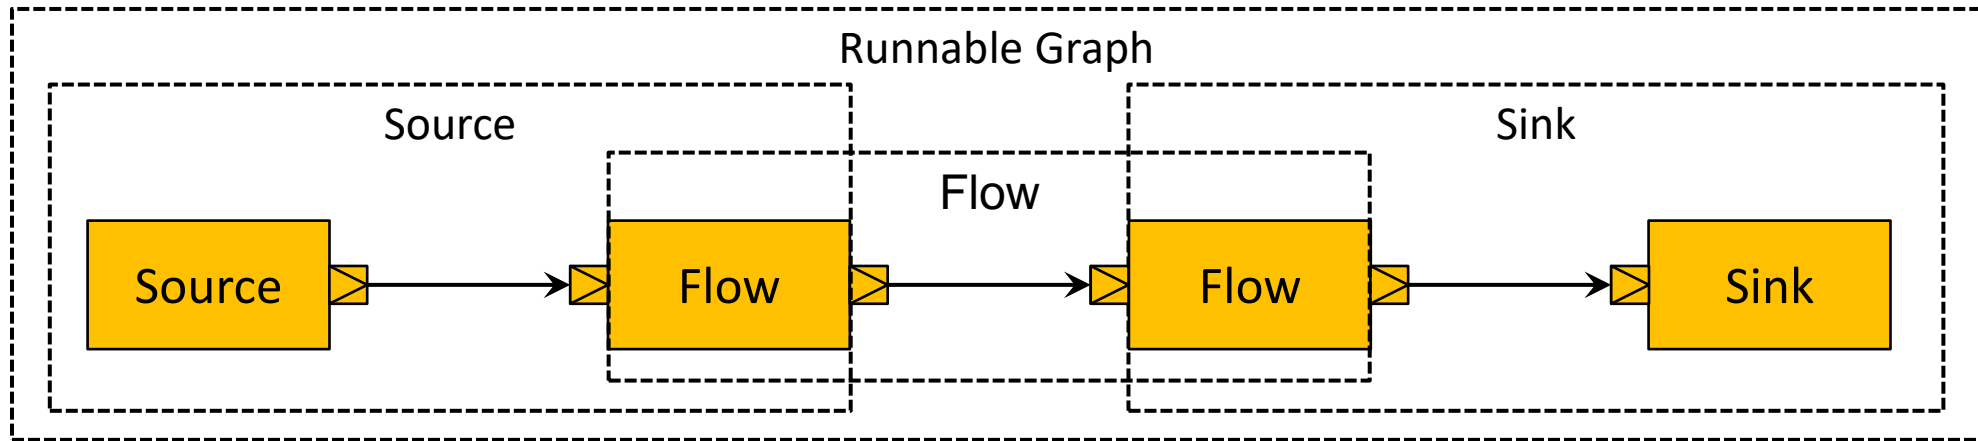 Runnable Graph
Source
Sink
Flow
Source
Flow
Flow
Sink